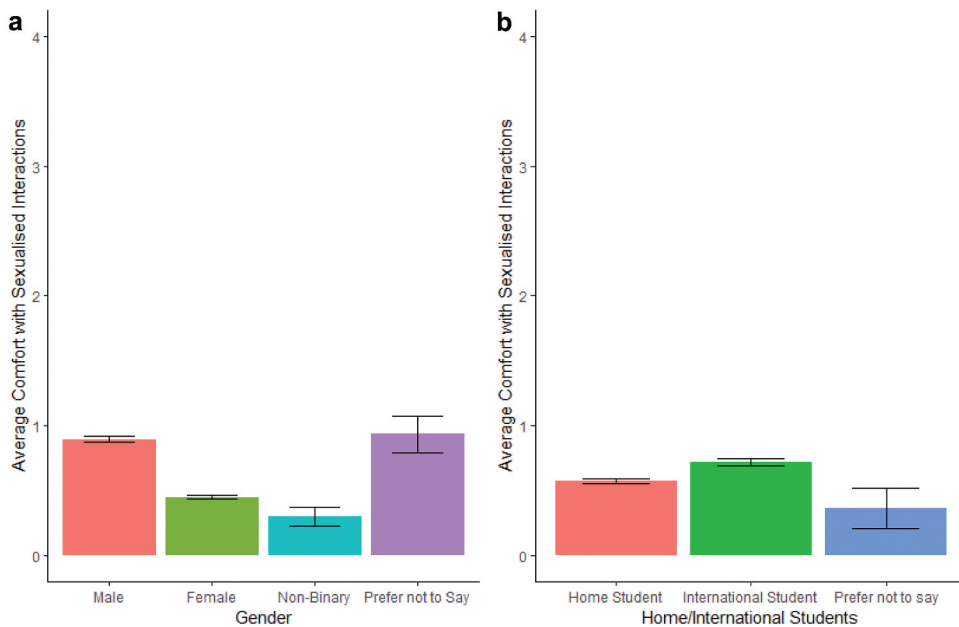 a
Average Comfort with Sexualised Interactions
4
3
2
1
0
Male Female Non-Binary Prefer not to Say
Gender
b
Average Comfort with Sexualised Interactions
4
3
2
1
0
Home Student International Student Prefer not to say
Home/International Students